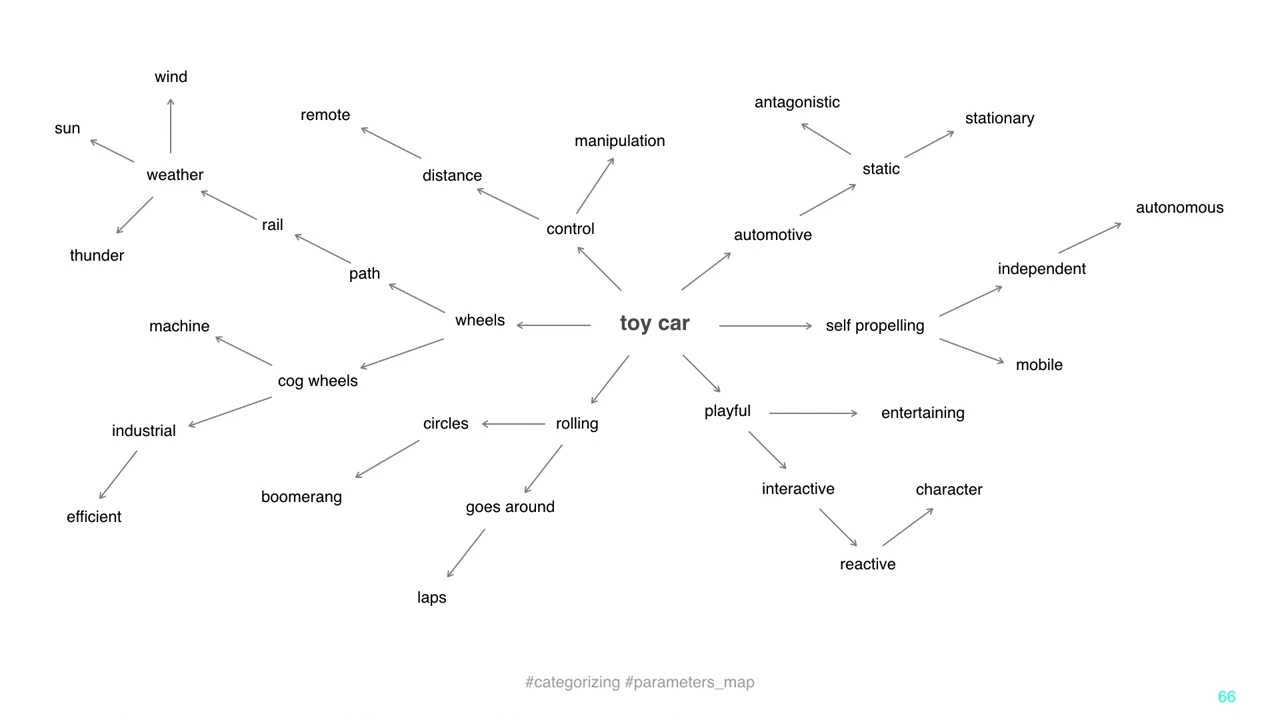 wind
antagonistic
remote
stationary
sun
manipulation
static
weather
distance
autonomous
rail
control
automotive
thunder
independent
path
wheels
toy car
self propelling
machine
mobile
cog wheels
playful
entertaining
circles
rolling
industrial
interactive
character
boomerang
goes around
efficient
reactive
laps
#categorizing #parameters_map
66